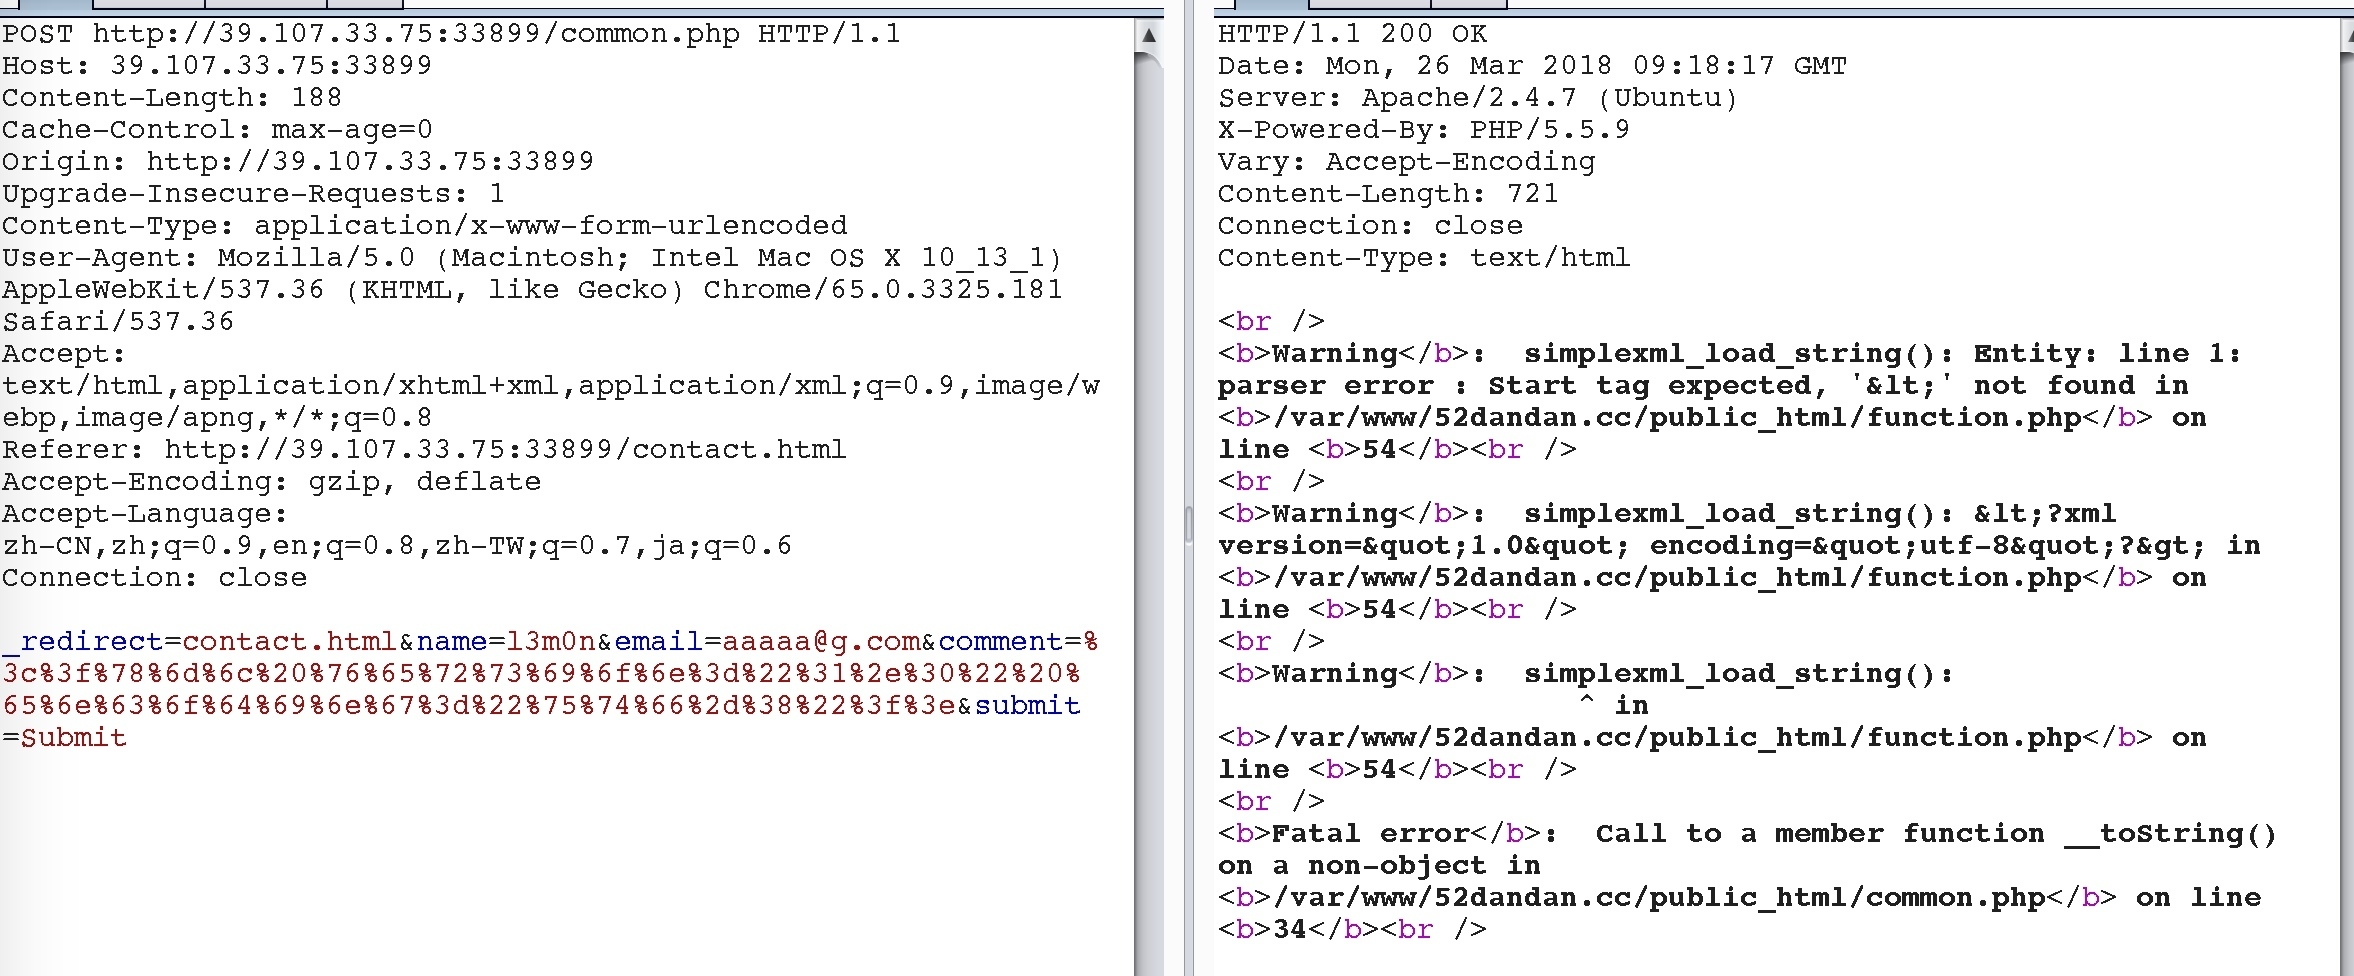 POST http://39.107.33.75:33899/common.php HTTP/1.1
Host: 39.107.33.75:33899
Content-Length: 188
Cache-Control: max-age=0
Origin: http://39.107.33.75:33899
Upgrade-Insecure-Requests: 1
Content-Type: application/x-www-form-urlencoded
User-Agent: Mozilla/5.0 (Macintosh; Intel Mac OS X 10_13_1)
AppleWebKit/537.36 (KHTML, like Gecko) Chrome/65.0.3325.181
Safari/537.36
Accept:
text/html,application/xhtml+xml,application/xml;q=0.9,image/w
ebp,image/apng,*/*;q=0.8
Referer: http://39.107.33.75:33899/contact.html
Accept-Encoding: gzip, deflate
Accept-Language:
zh-CN,zh;q=0.9,en;q=0.8,zh-TW;q=0.7,ja;q=0.6
Connection: close

_redirect=contact.html&name=l3m0n&email=aaaaa@g.com&comment=%
3c%3f%78%6d%6c%20%76%65%72%73%69%6f%6e%3d%22%31%2e%30%22%20%
65%6e%63%6f%64%69%6e%67%3d%22%75%74%66%2d%38%22%3f%3e&submit
=Submit

HTTP/1.1 200 OK
Date: Mon, 26 Mar 2018 09:18:17 GMT
Server: Apache/2.4.7 (Ubuntu)
X-Powered-By: PHP/5.5.9
Vary: Accept-Encoding
Content-Length: 721
Connection: close
Content-Type: text/html

<br />
<b>Warning</b>:  simplexml_load_string(): Entity: line 1:
parser error : Start tag expected, '&lt;' not found in
<b>/var/www/52dandan.cc/public_html/function.php</b> on
line <b>54</b><br />
<br />
<b>Warning</b>:  simplexml_load_string(): &lt;?xml
version=&quot;1.0&quot; encoding=&quot;utf-8&quot;?&gt; in
<b>/var/www/52dandan.cc/public_html/function.php</b> on
line <b>54</b><br />
<br />
<b>Warning</b>:  simplexml_load_string():
^ in
<b>/var/www/52dandan.cc/public_html/function.php</b> on
line <b>54</b><br />
<br />
<b>Fatal error</b>:  Call to a member function __toString()
on a non-object in
<b>/var/www/52dandan.cc/public_html/common.php</b> on line
<b>34</b><br />